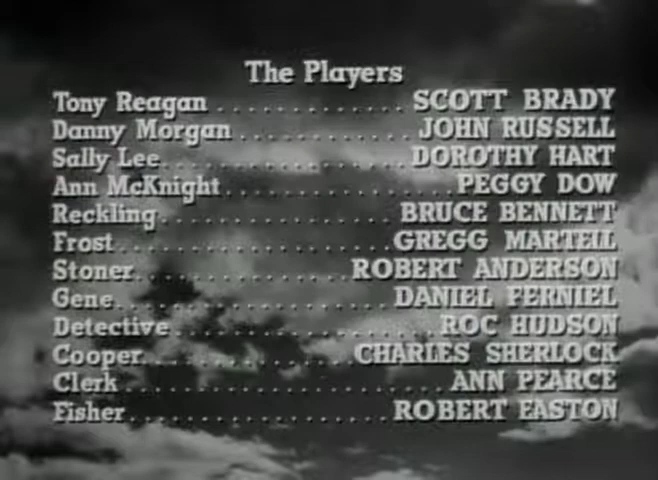 The Players
Tony Reagan . . . . . . . . . . . . . SCOTT BRADY
Danny Morgan . . . . . . . . . . . . JOHN RUSSELL
Sally Lee . . . . . . . . . . . . . . . . . DOROTHY HART
Ann McKnight . . . . . . . . . . . . . . . . PEGGY DOW
Reckling . . . . . . . . . . . . . . . . BRUCE BENNETT
Frost . . . . . . . . . . . . . . . . . . . GREGG MARTELL
Stoner . . . . . . . . . . . . . . . ROBERT ANDERSON
Gene . . . . . . . . . . . . . . . . . . . DANIEL FERNIEL
Detective . . . . . . . . . . . . . . . . . . ROC HUDSON
Cooper . . . . . . . . . . . . . . CHARLES SHERLOCK
Clerk . . . . . . . . . . . . . . . . . . . . . . ANN PEARCE
Fisher . . . . . . . . . . . . . . . . . . ROBERT EASTON